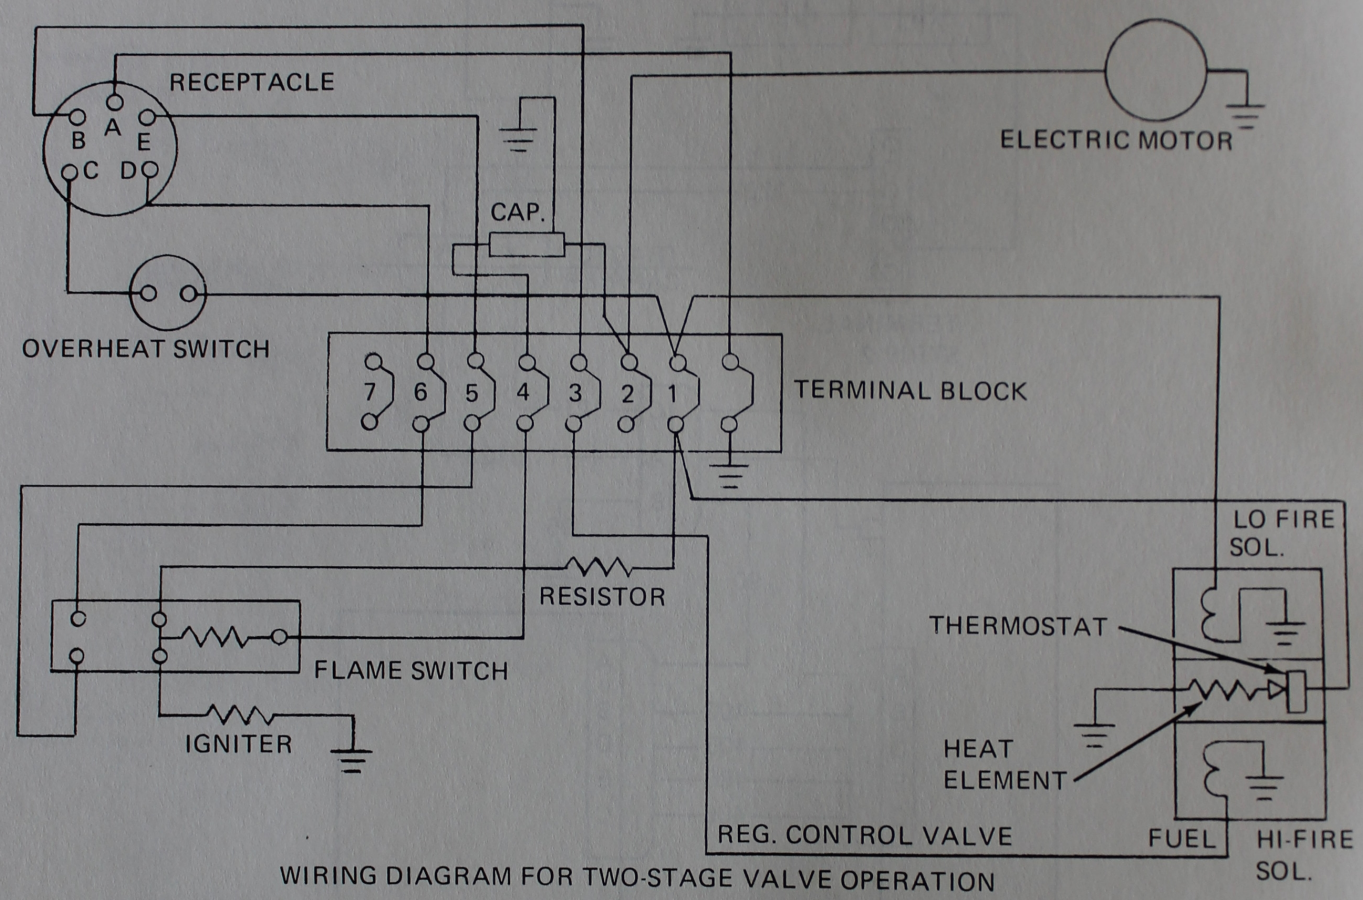 RECEPTACLE
A
B
E
C
D
ELECTRIC MOTOR
CAP.
OVERHEAT SWITCH
7 6 5 4 3 2 1
TERMINAL BLOCK
LO FIRE
SOL.
RESISTOR
THERMOSTAT
FLAME SWITCH
IGNITER
HEAT
ELEMENT
REG. CONTROL VALVE
FUEL
HI-FIRE
SOL.
WIRING DIAGRAM FOR TWO-STAGE VALVE OPERATION